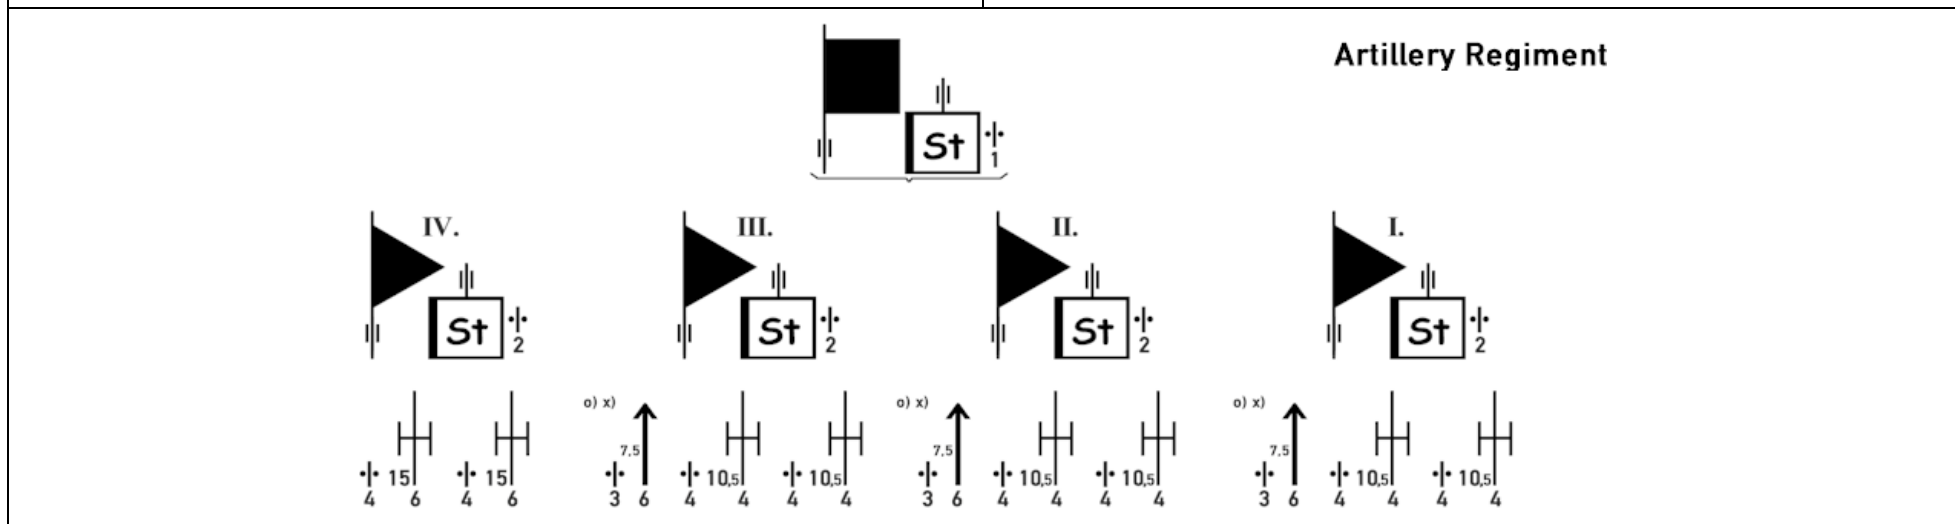 Artillery Regiment
St
1
IV. III. II. I.
St 2 St 2 St 2 St 2
o) x) o) x) o) x)
7,5 7,5 7,5
15 15 10,5 10,5 10,5 10,5 10,5 10,5
4 6 4 6 3 6 4 4 4 4 3 6 4 4 4 4 3 6 4 4 4 4